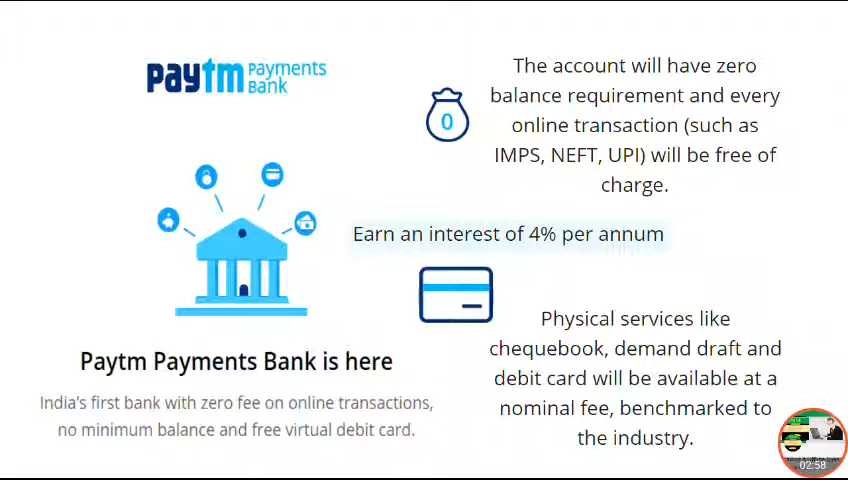 paytm Payments
Bank
The account will have zero
balance requirement and every
online transaction (such as
IMPS, NEFT, UPI) will be free of
charge.
0
Earn an interest of 4% per annum
Physical services like
chequebook, demand draft and
debit card will be available at a
nominal fee, benchmarked to
the industry.
Paytm Payments Bank is here
India's first bank with zero fee on online transactions,
no minimum balance and free virtual debit card.
02:58